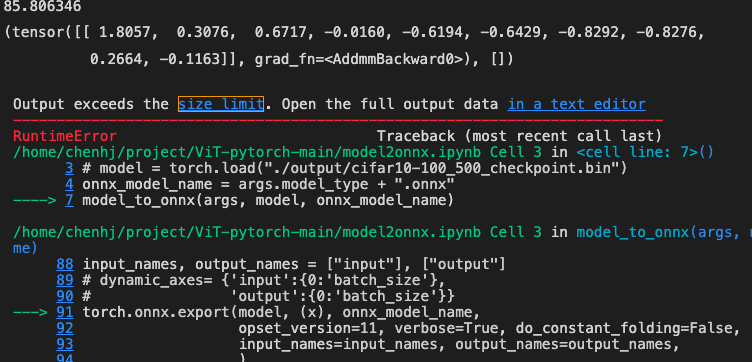 85.806346
(tensor([[ 1.8057,  0.3076,  0.6717, -0.0160, -0.6194, -0.6429, -0.8292, -0.8276,
          0.2664, -0.1163]], grad_fn=<AddmmBackward0>), [])
Output exceeds the size limit. Open the full output data in a text editor
---------------------------------------------------------------------------
RuntimeError                              Traceback (most recent call last)
/home/chenhj/project/ViT-pytorch-main/model2onnx.ipynb Cell 3 in <cell line: 7>()
      3 # model = torch.load("./output/cifar10-100_500_checkpoint.bin")
      4 onnx_model_name = args.model_type + ".onnx"
----> 7 model_to_onnx(args, model, onnx_model_name)
/home/chenhj/project/ViT-pytorch-main/model2onnx.ipynb Cell 3 in model_to_onnx(args,
me)
     88 input_names, output_names = ["input"], ["output"]
     89 # dynamic_axes= {'input':{0:'batch_size'},
     90 #                'output':{0:'batch_size'}}
---> 91 torch.onnx.export(model, (x), onnx_model_name,
     92                   opset_version=11, verbose=True, do_constant_folding=False,
     93                   input_names=input_names, output_names=output_names,
     94                   )